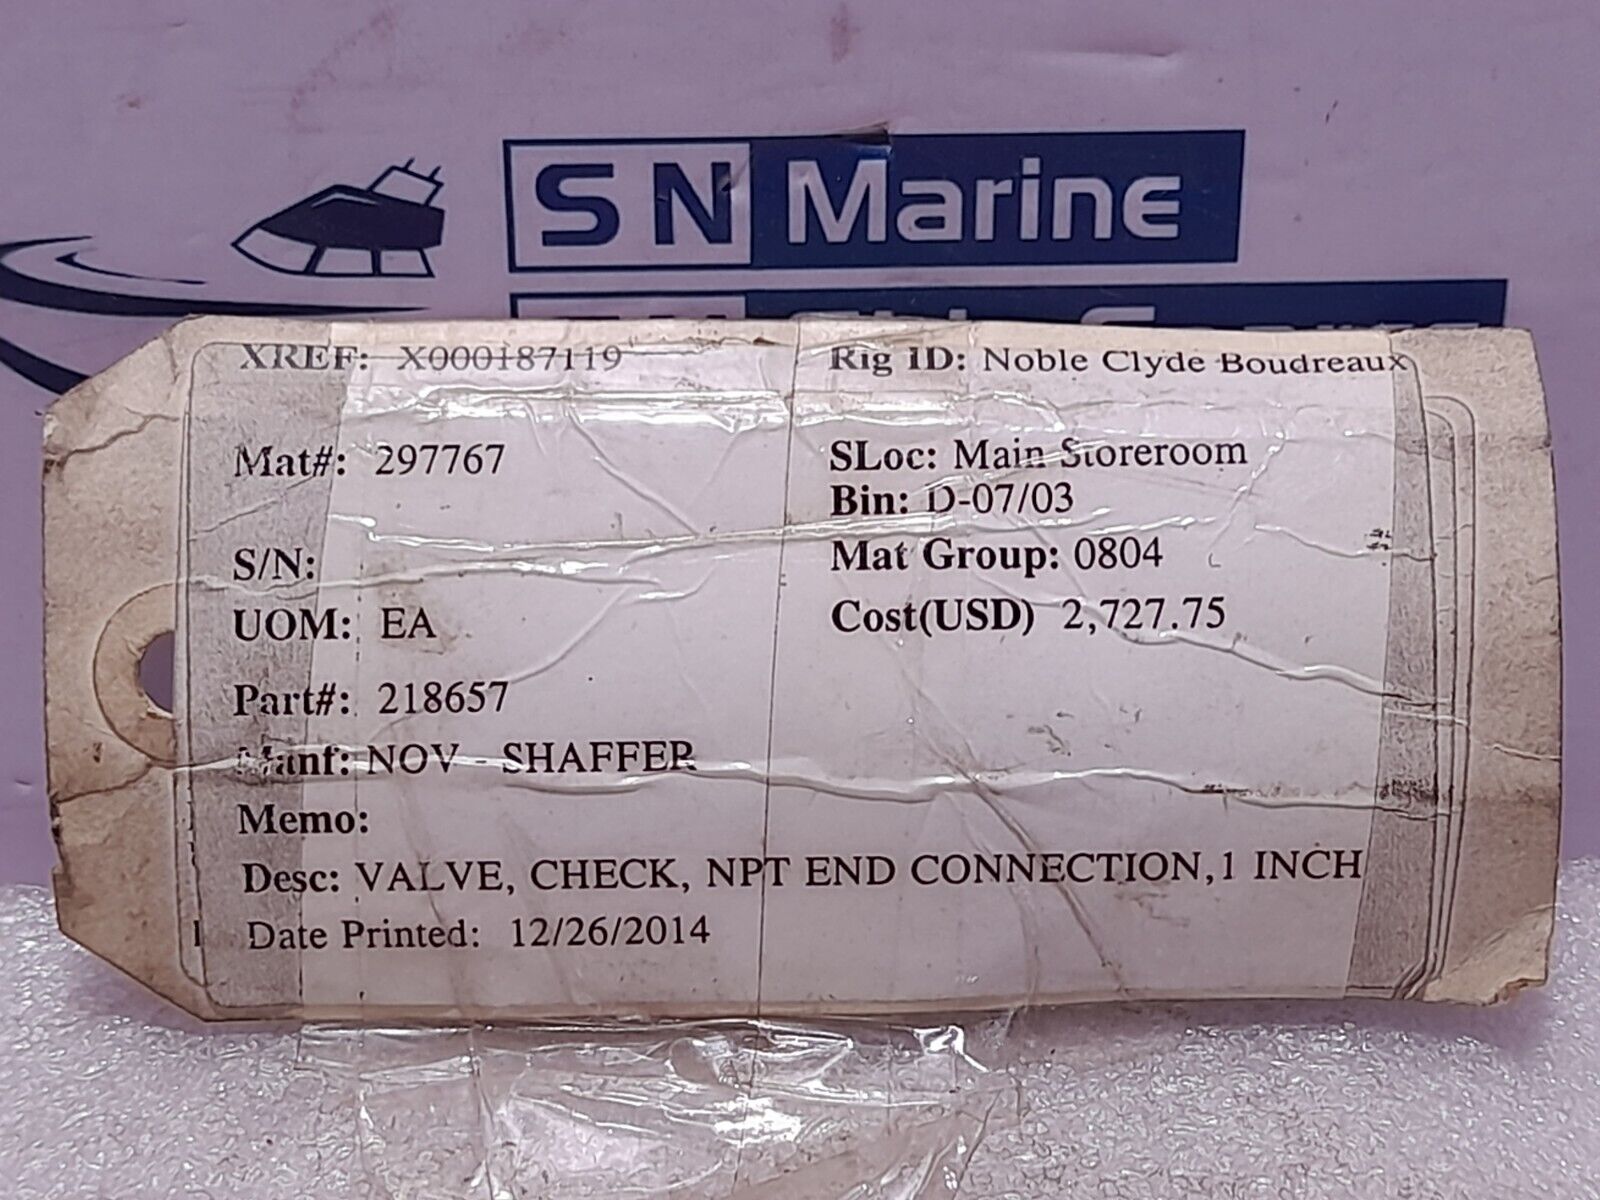 S N Marine
XREF: X000187119
Rig ID: Noble Clyde Boudreaux
Mat#: 297767
SLoc: Main Storeroom
Bin: D-07/03
S/N:
Mat Group: 0804
UOM: EA
Cost(USD) 2,727.75
Part#: 218657
Manf: NOV - SHAFFER
Memo:
Desc: VALVE, CHECK, NPT END CONNECTION,1 INCH
Date Printed: 12/26/2014